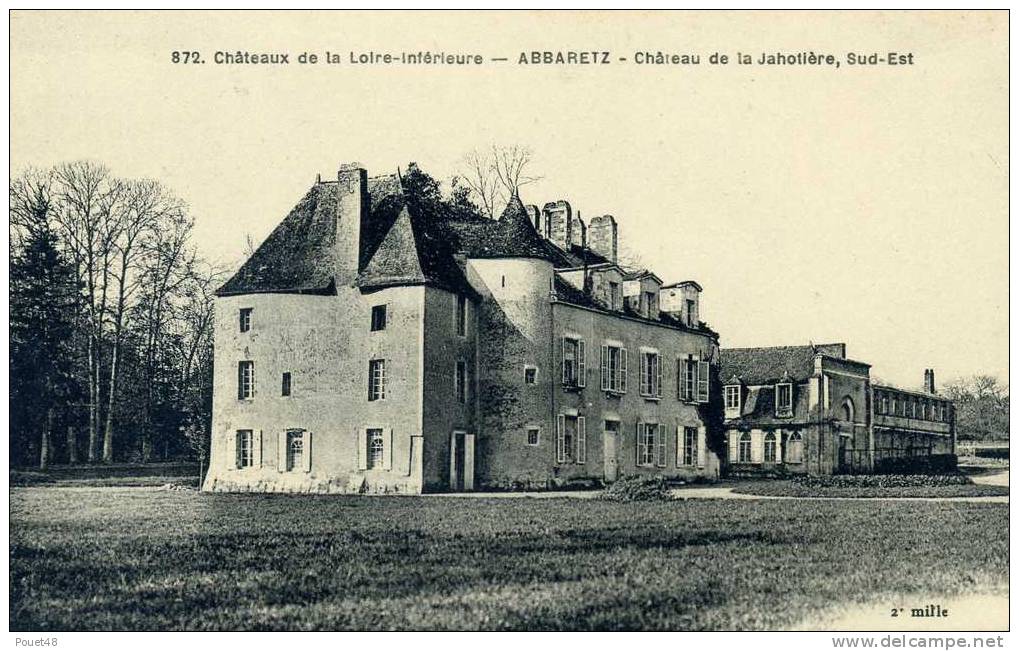 872. Châteaux de la Loire-Inférieure — ABBARETZ - Château de la Jahotière, Sud-Est
2e mille
Pouet48
www.delcampe.net